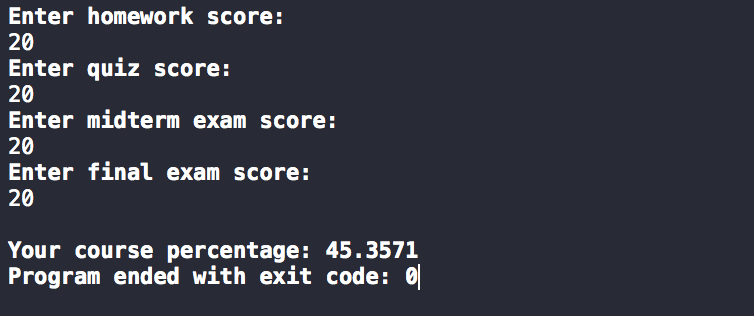 Enter homework score:
20
Enter quiz score:
20
Enter midterm exam score:
20
Enter final exam score:
20
Your course percentage: 45.3571
Program ended with exit code: 0